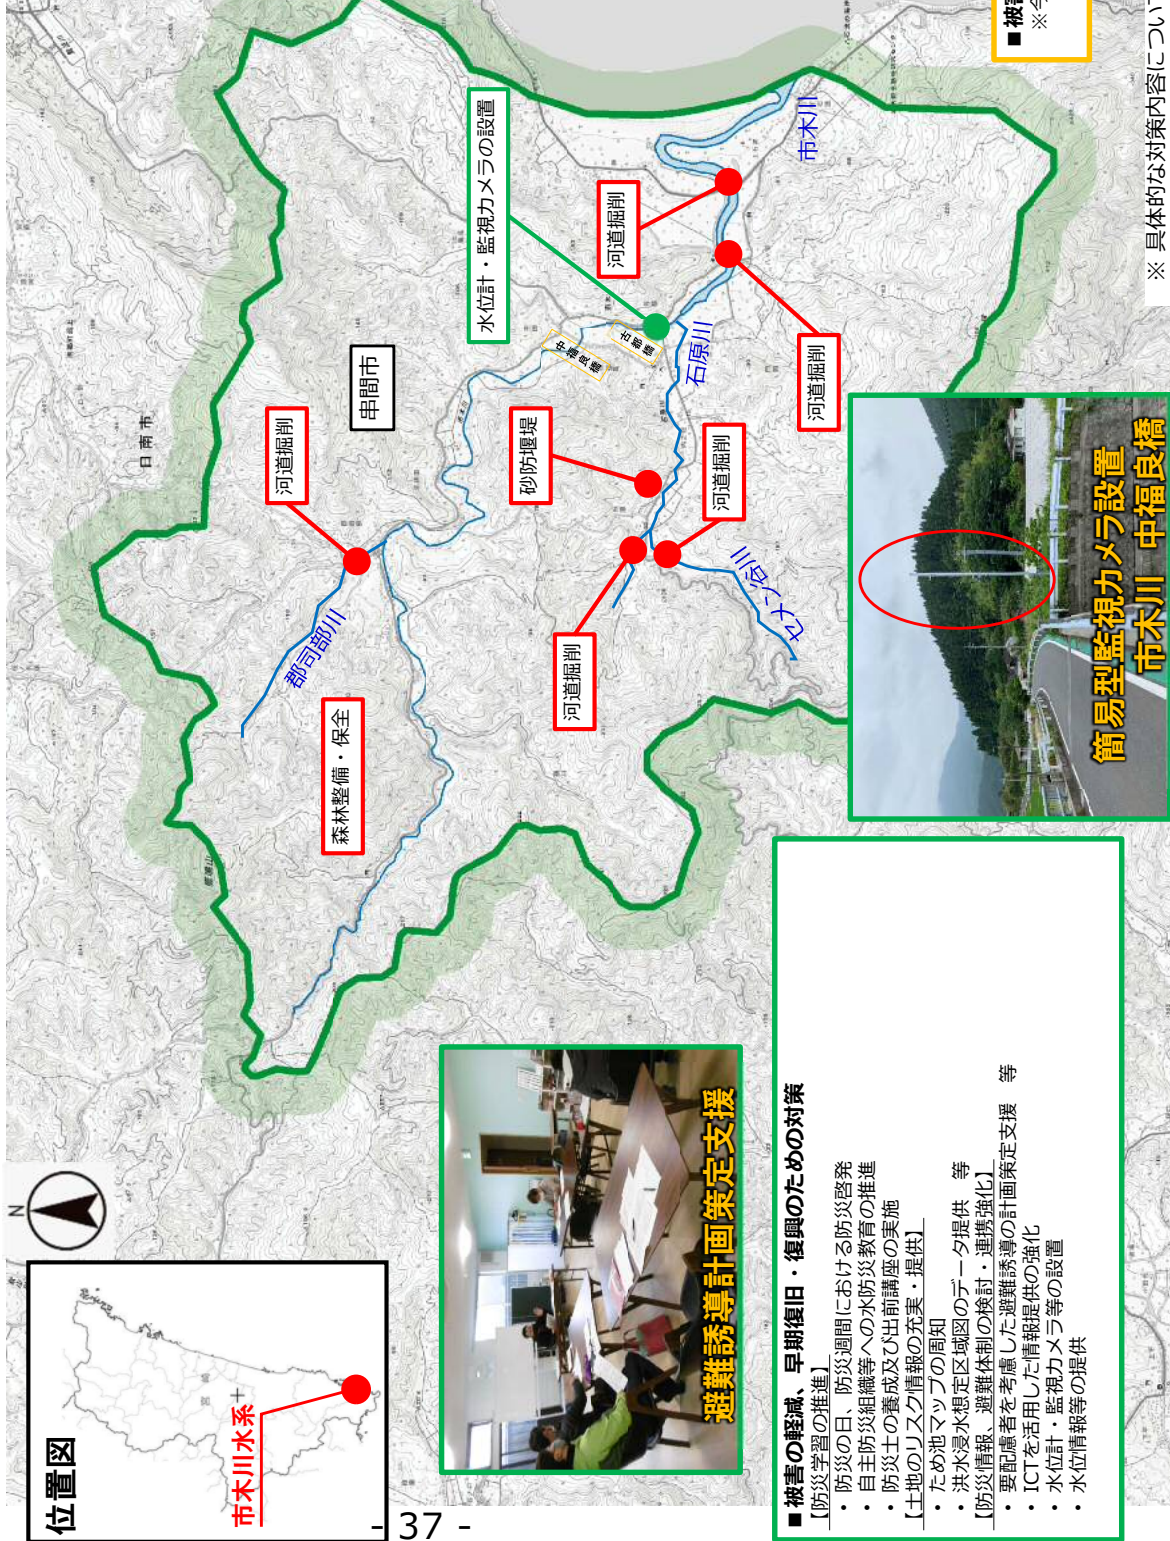 位置図
市木川水系
宮崎
N
日南市
串間市
河道掘削
郡司部川
森林整備・保全
水位計・監視カメラの設置
中福良橋
古都橋
砂防堰堤
河道掘削
河道掘削
セメン谷川
石原川
河道掘削
河道掘削
市木川
避難誘導計画策定支援
簡易型監視カメラ設置
市木川 中福良橋
■被害の軽減、早期復旧・復興のための対策
【防災学習の推進】
・防災の日、防災週間における防災啓発
・自主防災組織等への水防災教育の推進
・防災士の養成及び出前講座の実施
【土地のリスク情報の充実・提供】
・ため池マップの周知
・洪水浸水想定区域図のデータ提供 等
【防災情報、避難体制の検討・連携強化】
・要配慮者を考慮した避難誘導の計画策定支援 等
・ICTを活用した情報提供の強化
・水位計・監視カメラ等の設置
・水位情報等の提供
■被害
※今
※ 具体的な対策内容につい
- 37 -